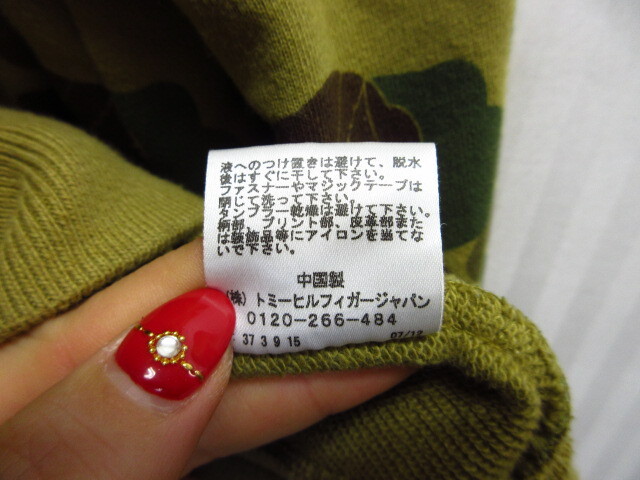 液へのつけ置きは避けて、脱水
後はすぐに干して下さい。
ファスナーやマジックテープは
閉じて洗って下さい。
タンブラー乾燥は避けて下さい。
柄部、プリント部、皮革部また
は装飾品等にアイロンを当てな
いで下さい。
中国製
(株) トミーヒルフィガージャパン
0120-266-484
37 3 9 15